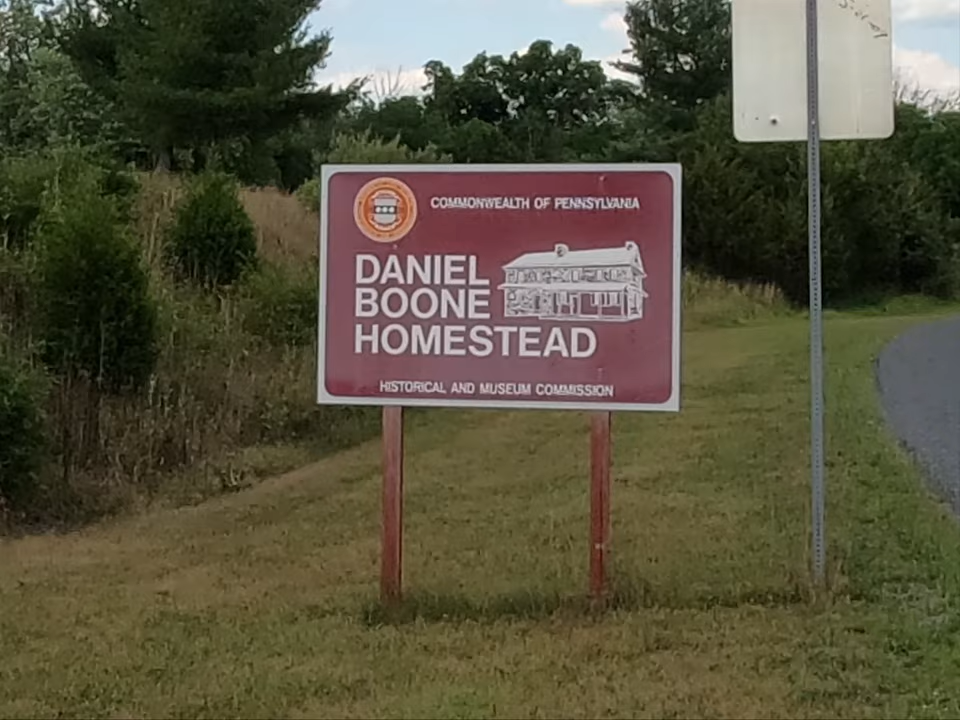 COMMONWEALTH OF PENNSYLVANIA
DANIEL
BOONE
HOMESTEAD
HISTORICAL AND MUSEUM COMMISSION